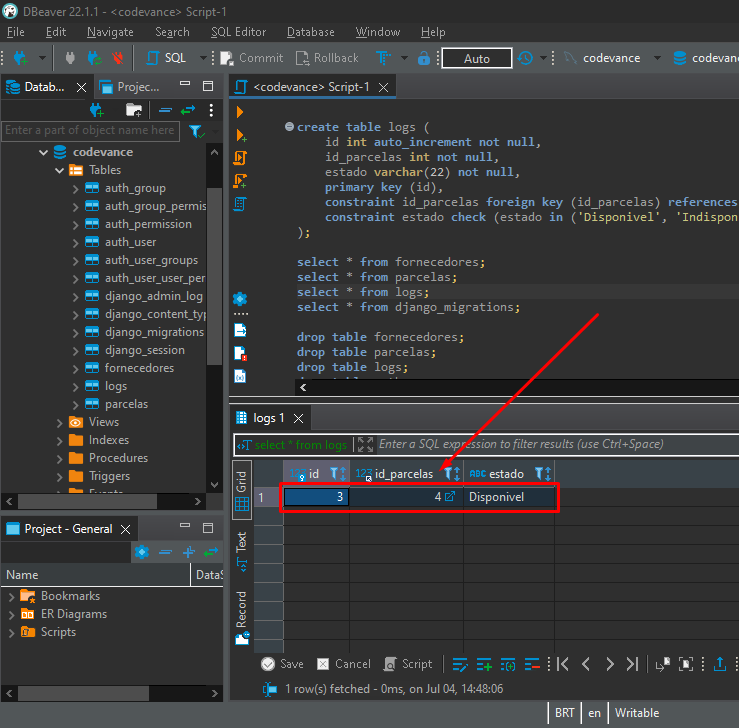 DBeaver 22.1.1 - <codevance> Script-1
File Edit Navigate Search SQL Editor Database Window Help
SQL Commit Rollback Auto codevance codevan
Datab... Projec...
Enter a part of object name here
codevance
Tables
auth_group
auth_group_permis
auth_permission
auth_user
auth_user_groups
auth_user_user_per
django_admin_log
django_content_typ
django_migrations
django_session
fornecedores
logs
parcelas
Views
Indexes
Procedures
Triggers
Events
Project - General
Name DataS
Bookmarks
ER Diagrams
Scripts
<codevance> Script-1
create table logs (
id int auto_increment not null,
id_parcelas int not null,
estado varchar(22) not null,
primary key (id),
constraint id_parcelas foreign key (id_parcelas) references
constraint estado check (estado in ('Disponivel', 'Indispon
);
select * from fornecedores;
select * from parcelas;
select * from logs;
select * from django_migrations;
drop table fornecedores;
drop table parcelas;
drop table logs;
logs 1
select * from logs Enter a SQL expression to filter results (use Ctrl+Space)
Grid
Text
Record
123 id 123 id_parcelas ABC estado
1 3 4 Disponivel
Save Cancel Script
1 row(s) fetched - 0ms, on Jul 04, 14:48:06
BRT en Writable